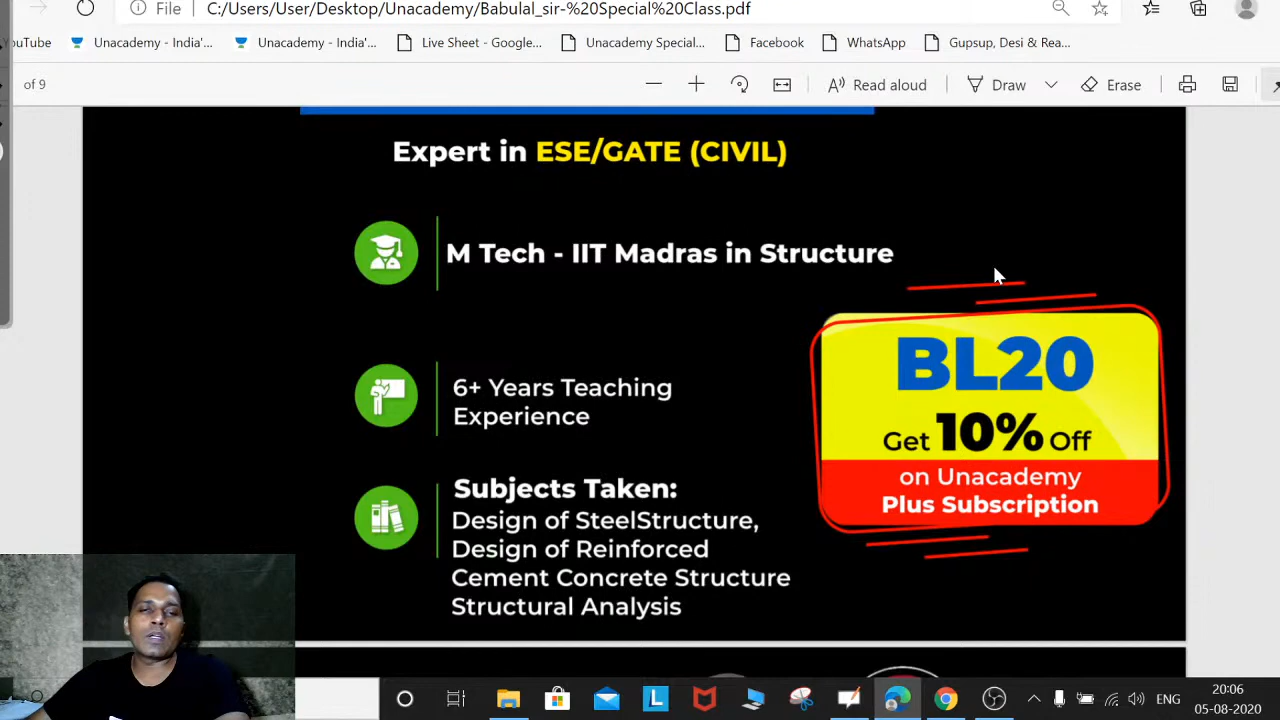 File
C:/Users/User/Desktop/Unacademy/Babulal_sir-%20Special%20Class.pdf
ouTube
Unacademy - India'...
Unacademy - India'...
Live Sheet - Google...
Unacademy Special...
Facebook
WhatsApp
Gupsup, Desi & Rea...
of 9
Read aloud
Draw
Erase
Expert in ESE/GATE (CIVIL)
M Tech - IIT Madras in Structure
6+ Years Teaching
Experience
Subjects Taken:
Design of SteelStructure,
Design of Reinforced
Cement Concrete Structure
Structural Analysis
BL20
Get 10% Off
on Unacademy
Plus Subscription
ENG
20:06
05-08-2020